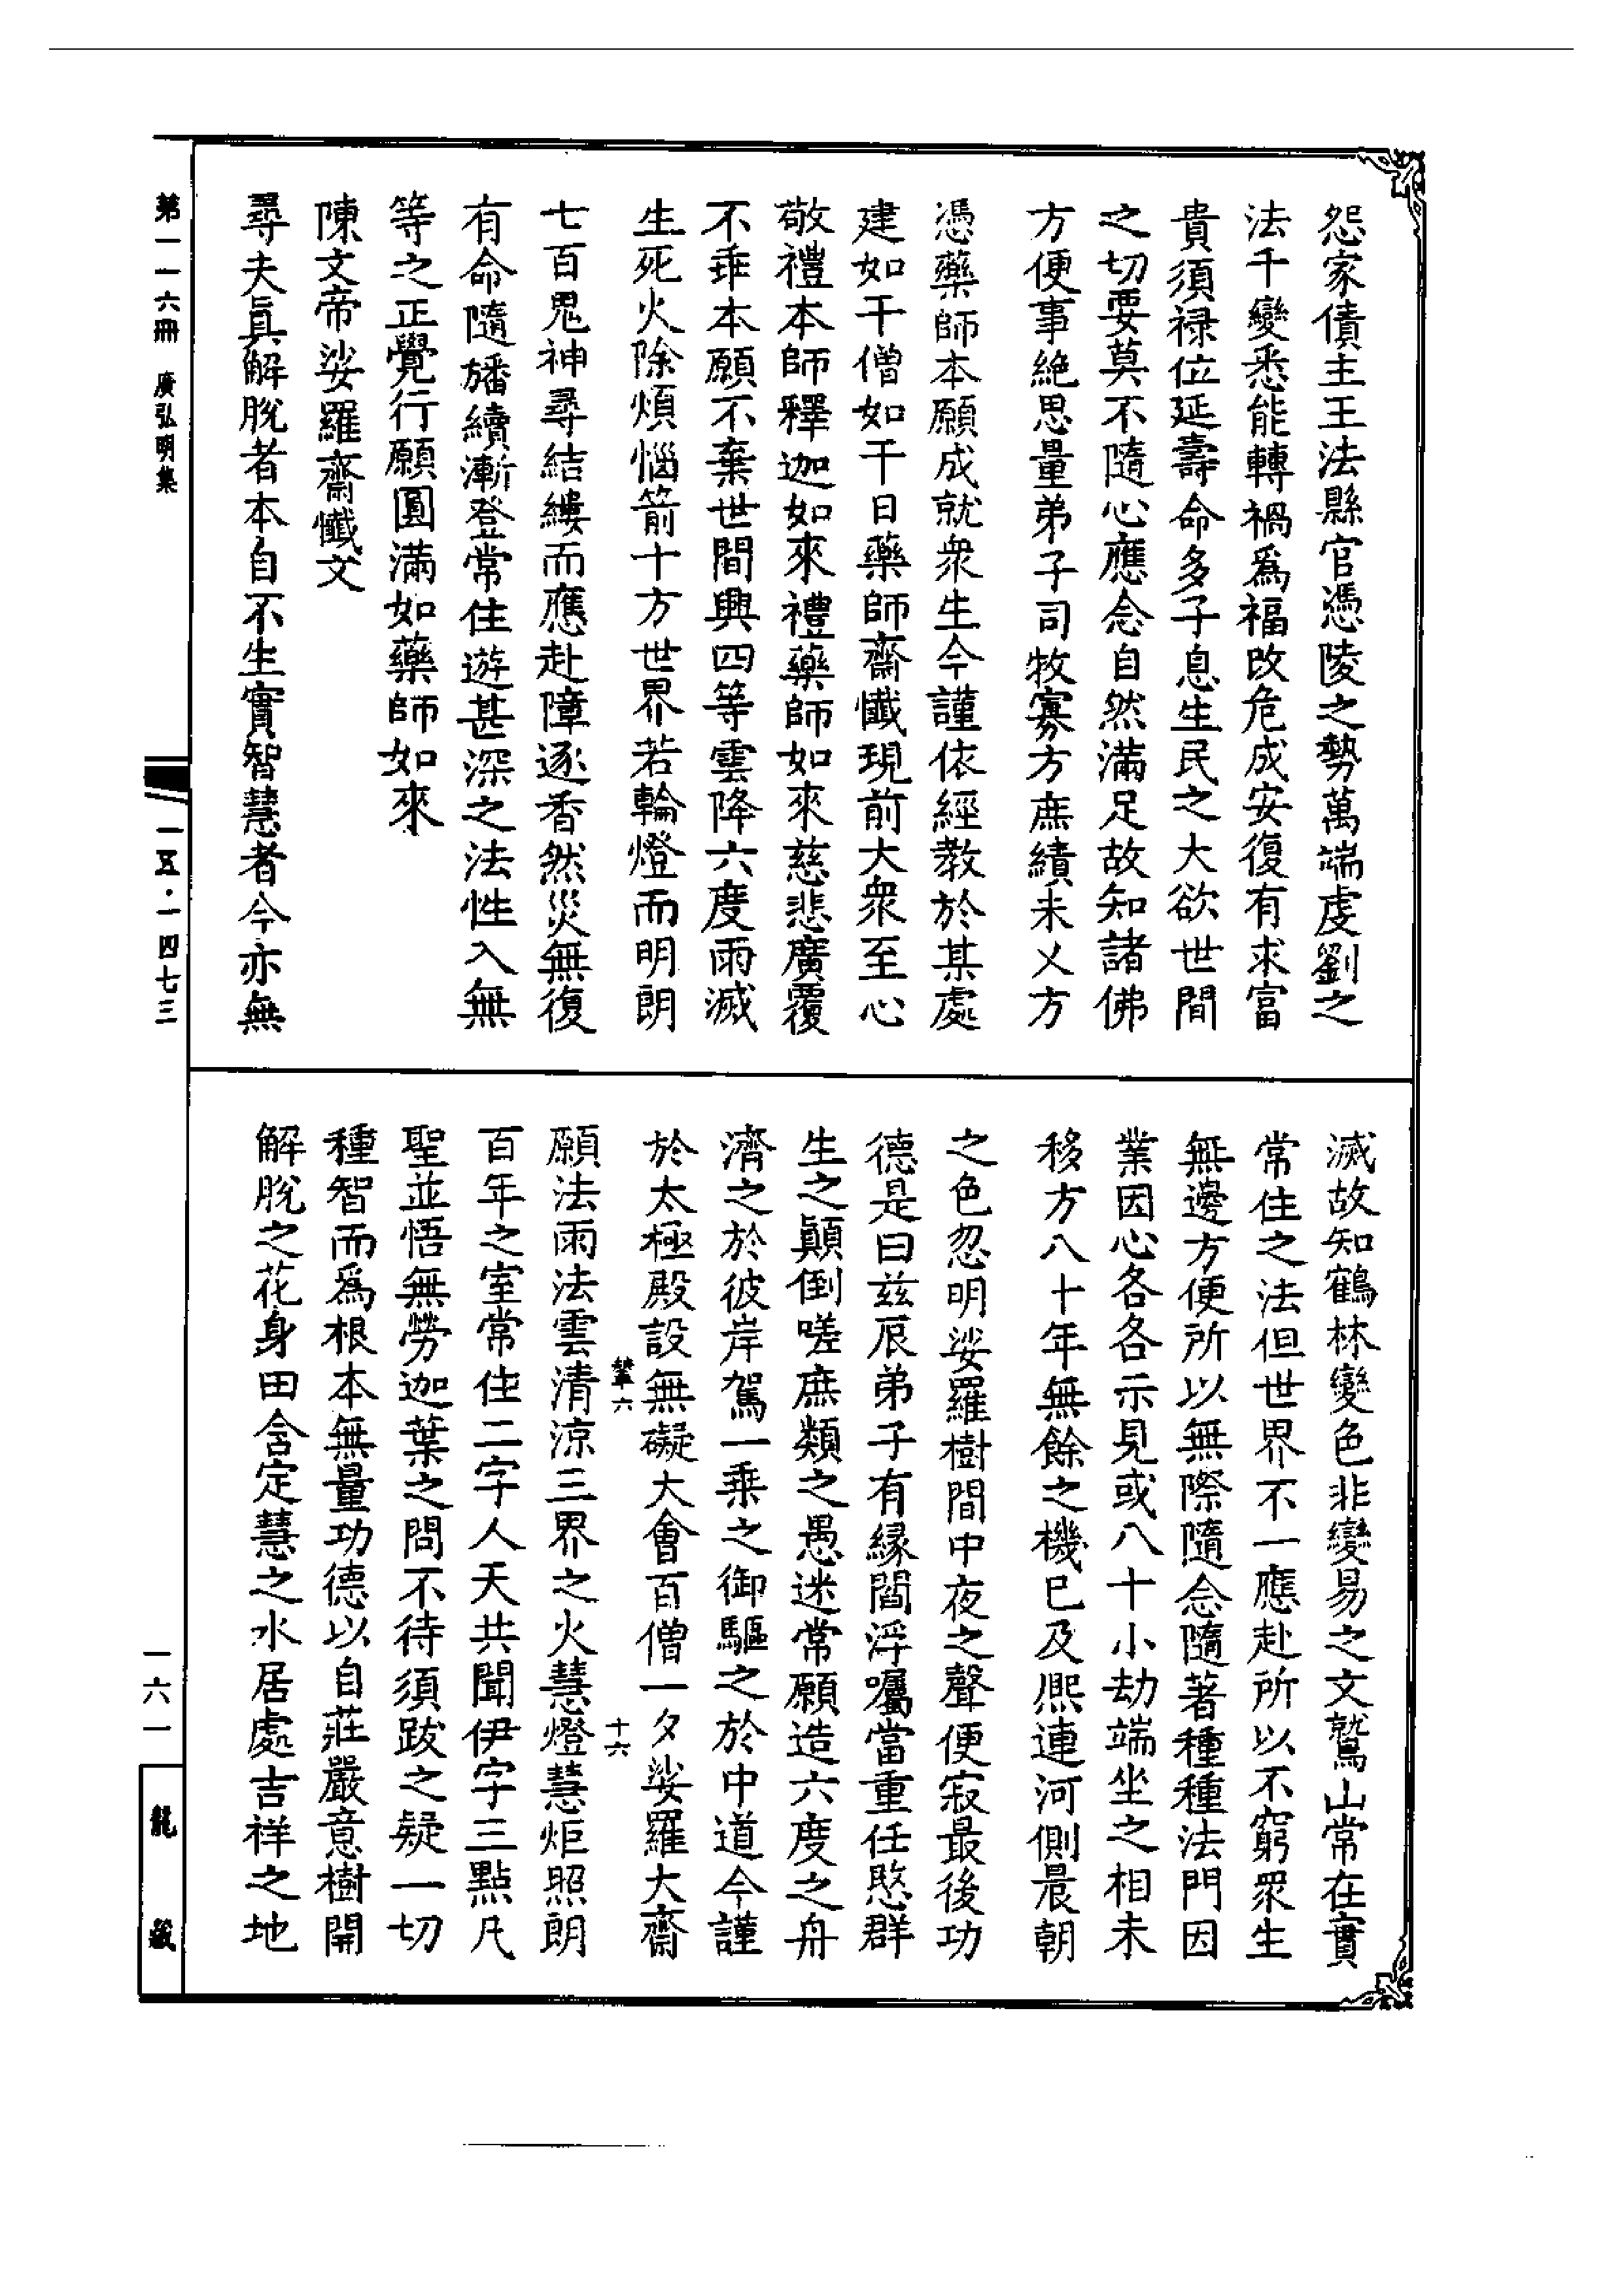 怨家債主王法縣官憑陵之勢萬端虔劉之
法千變悉能轉禍爲福改危成安復有求富
貴須祿位延壽命多子息生民之大欲世間
之切要莫不隨心應念自然滿足故知諸佛
方便事絶思量弟子司牧寡方庶績未乂方
憑藥師本願成就衆生今謹依經教於某處
建如干僧如干日藥師齋懺現前大衆至心
敬禮本師釋迦如來禮藥師如來慈悲廣覆
不乖本願不棄世間興四等雲降六度雨滅
生死火除煩惱箭十方世界若輪燈而明朗
七百鬼神尋結縷而應赴障逐香然災無復
有命隨旛續漸登常住遊甚深之法性入無
等之正覺行願圓滿如藥師如來
陳文帝娑羅齋懺文
尋夫眞解脫者本自不生實智慧者今亦無
滅故知鶴林變色非變易之文鷲山常在實
常住之法但世界不一應赴所以不窮衆生
無邊方便所以無際隨念隨著種種法門因
業因心各各示見或八十小劫端坐之相未
移方八十年無餘之機已及熈連河側晨朝
之色忽明娑羅樹間中夜之聲便寂最後功
德是曰茲辰弟子有縁閻浮囑當重任愍群
生之顚倒嗟庶類之愚迷常願造六度之舟
濟之於彼岸駕一乗之御驅之於中道今謹
於太極殿設無礙大會百僧一夕娑羅大齋
輦六
十六
願法雨法雲清涼三界之火慧燈慧炬照朗
百年之室常住二字人天共聞伊字三點凡
聖並悟無勞迦葉之問不待須跋之疑一切
種智而爲根本無量功德以自莊嚴意樹開
解脫之花身田含定慧之水居處吉祥之地
第一一六冊 廣弘明集
一五·一四七三
一六一
龍藏